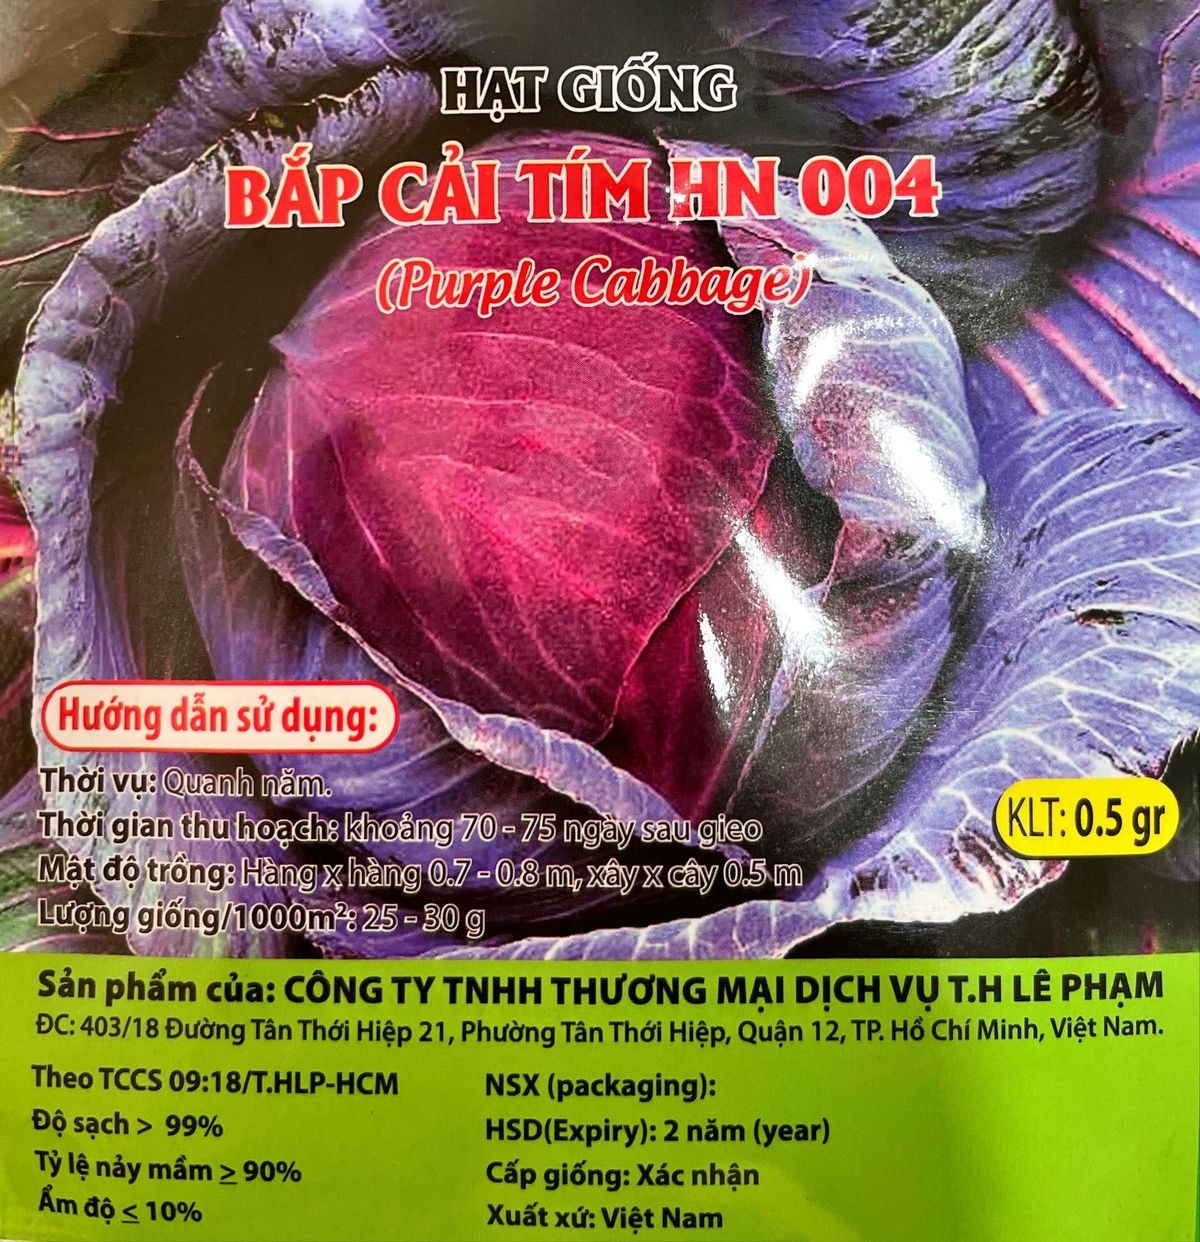 HẠT GIỐNG
BẮP CẢI TÍM HN 004
(Purple Cabbage)
Hướng dẫn sử dụng:
Thời vụ: Quanh năm.
Thời gian thu hoạch: khoảng 70 - 75 ngày sau gieo
Mật độ trồng: Hàng x hàng 0.7 - 0.8 m, xây x cây 0.5 m
Lượng giống/1000m²: 25 - 30 g
KLT: 0.5 gr
Sản phẩm của: CÔNG TY TNHH THƯƠNG MẠI DỊCH VỤ T.H LÊ PHẠM
ĐC: 403/18 Đường Tân Thới Hiệp 21, Phường Tân Thới Hiệp, Quận 12, TP. Hồ Chí Minh, Việt Nam.
Theo TCCS 09:18/T.HLP-HCM
Độ sạch > 99%
Tỷ lệ nảy mầm ≥ 90%
Ẩm độ ≤ 10%
NSX (packaging):
HSD(Expiry): 2 năm (year)
Cấp giống: Xác nhận
Xuất xứ: Việt Nam